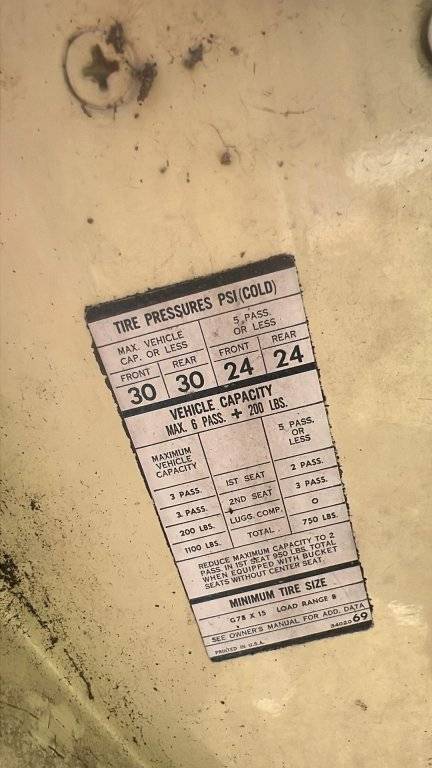 TIRE PRESSURES PSI (COLD)
MAX. VEHICLE CAP. OR LESS
5 PASS. OR LESS
FRONT REAR FRONT REAR
30 30 24 24
VEHICLE CAPACITY
MAX. 6 PASS. + 200 LBS.
MAXIMUM VEHICLE CAPACITY
5 PASS. OR LESS
3 PASS. 1ST SEAT 2 PASS.
3 PASS. 2ND SEAT 3 PASS.
200 LBS. LUGG. COMP. 0
1100 LBS. TOTAL 750 LBS.
REDUCE MAXIMUM CAPACITY TO 2
PASS. IN 1ST SEAT 950 LBS. TOTAL
WHEN EQUIPPED WITH BUCKET
SEATS WITHOUT CENTER SEAT.
MINIMUM TIRE SIZE
G78 X 15 LOAD RANGE B
SEE OWNER'S MANUAL FOR ADD. DATA
PRINTED IN U.S.A. 69